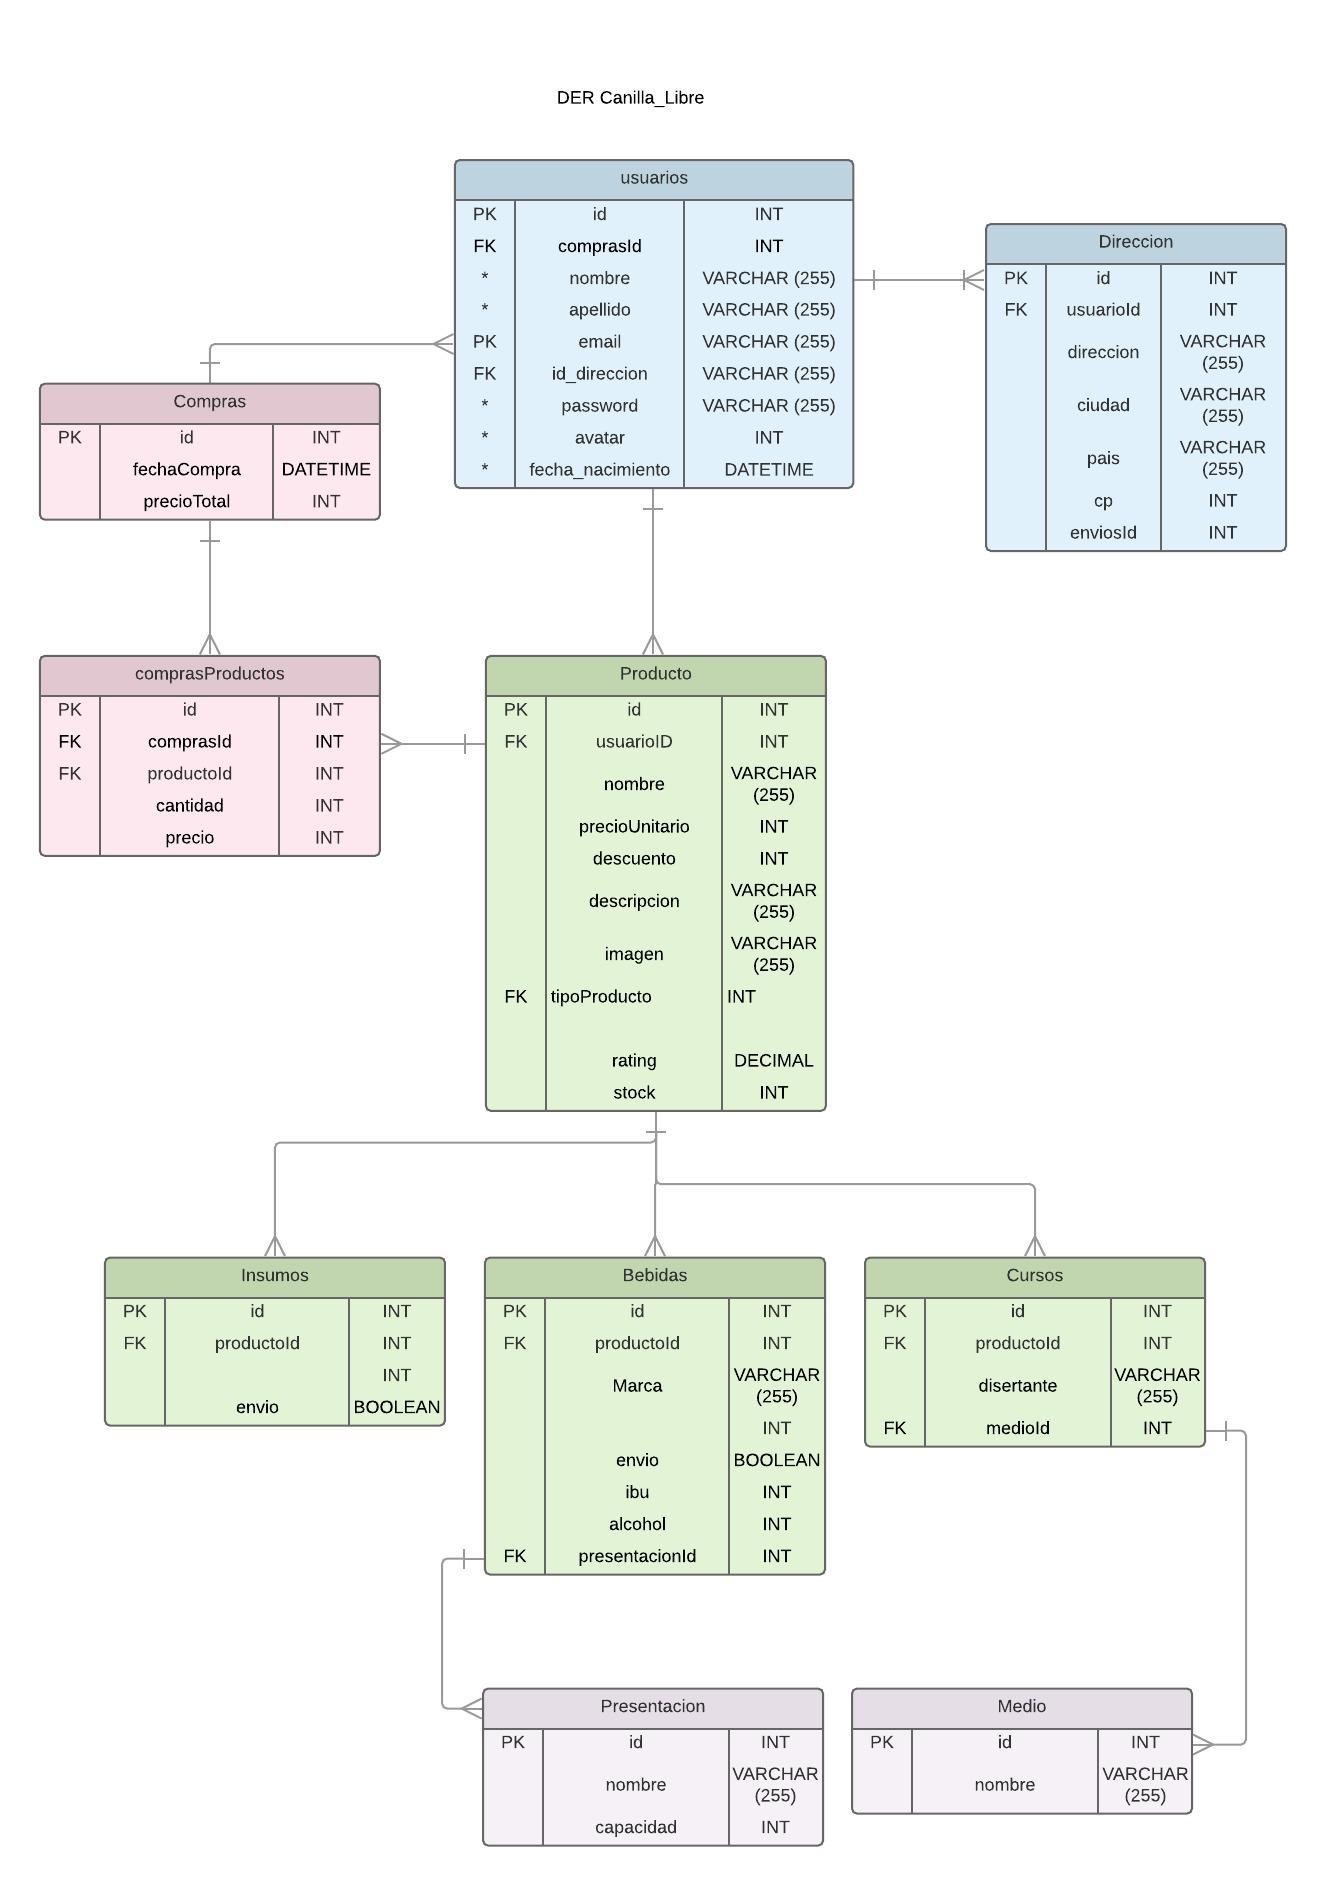 DER Canilla_Libre
usuarios
PK id INT
FK comprasId INT
* nombre VARCHAR (255)
* apellido VARCHAR (255)
PK email VARCHAR (255)
FK id_direccion VARCHAR (255)
* password VARCHAR (255)
* avatar INT
* fecha_nacimiento DATETIME
Direccion
PK id INT
FK usuarioId INT
direccion VARCHAR
(255)
ciudad VARCHAR
(255)
pais VARCHAR
(255)
cp INT
enviosId INT
Compras
PK id INT
fechaCompra DATETIME
precioTotal INT
comprasProductos
PK id INT
FK comprasId INT
FK productoId INT
cantidad INT
precio INT
Producto
PK id INT
FK usuarioID INT
nombre VARCHAR
(255)
precioUnitario INT
descuento INT
descripcion VARCHAR
(255)
imagen VARCHAR
(255)
FK tipoProducto INT
rating DECIMAL
stock INT
Insumos
PK id INT
FK productoId INT
INT
envio BOOLEAN
Bebidas
PK id INT
FK productoId INT
Marca VARCHAR
(255)
INT
envio BOOLEAN
ibu INT
alcohol INT
FK presentacionId INT
Cursos
PK id INT
FK productoId INT
disertante VARCHAR
(255)
FK medioId INT
Presentacion
PK id INT
nombre VARCHAR
(255)
capacidad INT
Medio
PK id INT
nombre VARCHAR
(255)